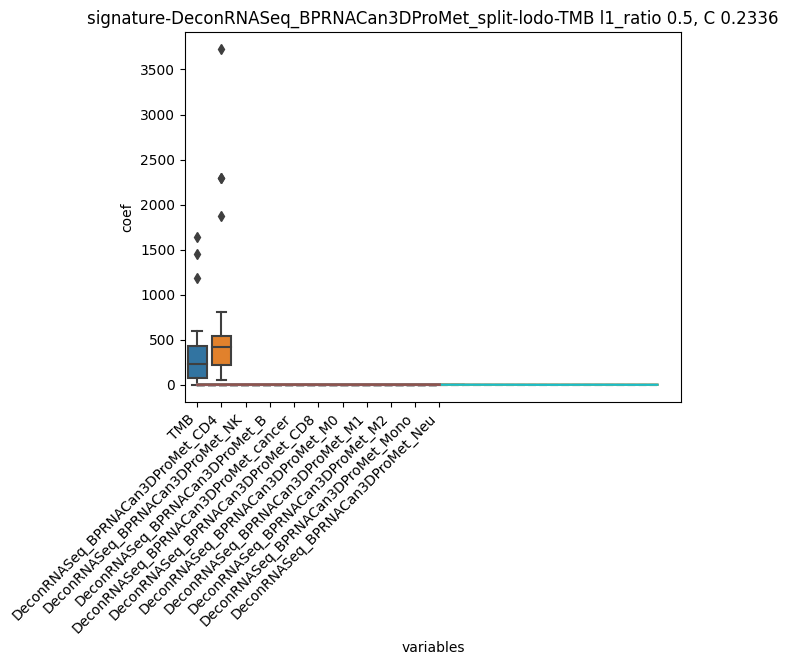 signature-DeconRNASeq_BPRNACan3DProMet_split-lodo-TMB l1_ratio 0.5, C 0.2336
3500
3000
2500
2000
1500
1000
500
0
coef
TMB
DeconRNASeq_BPRNACan3DProMet_CD4
DeconRNASeq_BPRNACan3DProMet_NK
DeconRNASeq_BPRNACan3DProMet_B
DeconRNASeq_BPRNACan3DProMet_cancer
DeconRNASeq_BPRNACan3DProMet_CD8
DeconRNASeq_BPRNACan3DProMet_M0
DeconRNASeq_BPRNACan3DProMet_M1
DeconRNASeq_BPRNACan3DProMet_M2
DeconRNASeq_BPRNACan3DProMet_Mono
DeconRNASeq_BPRNACan3DProMet_Neu
variables